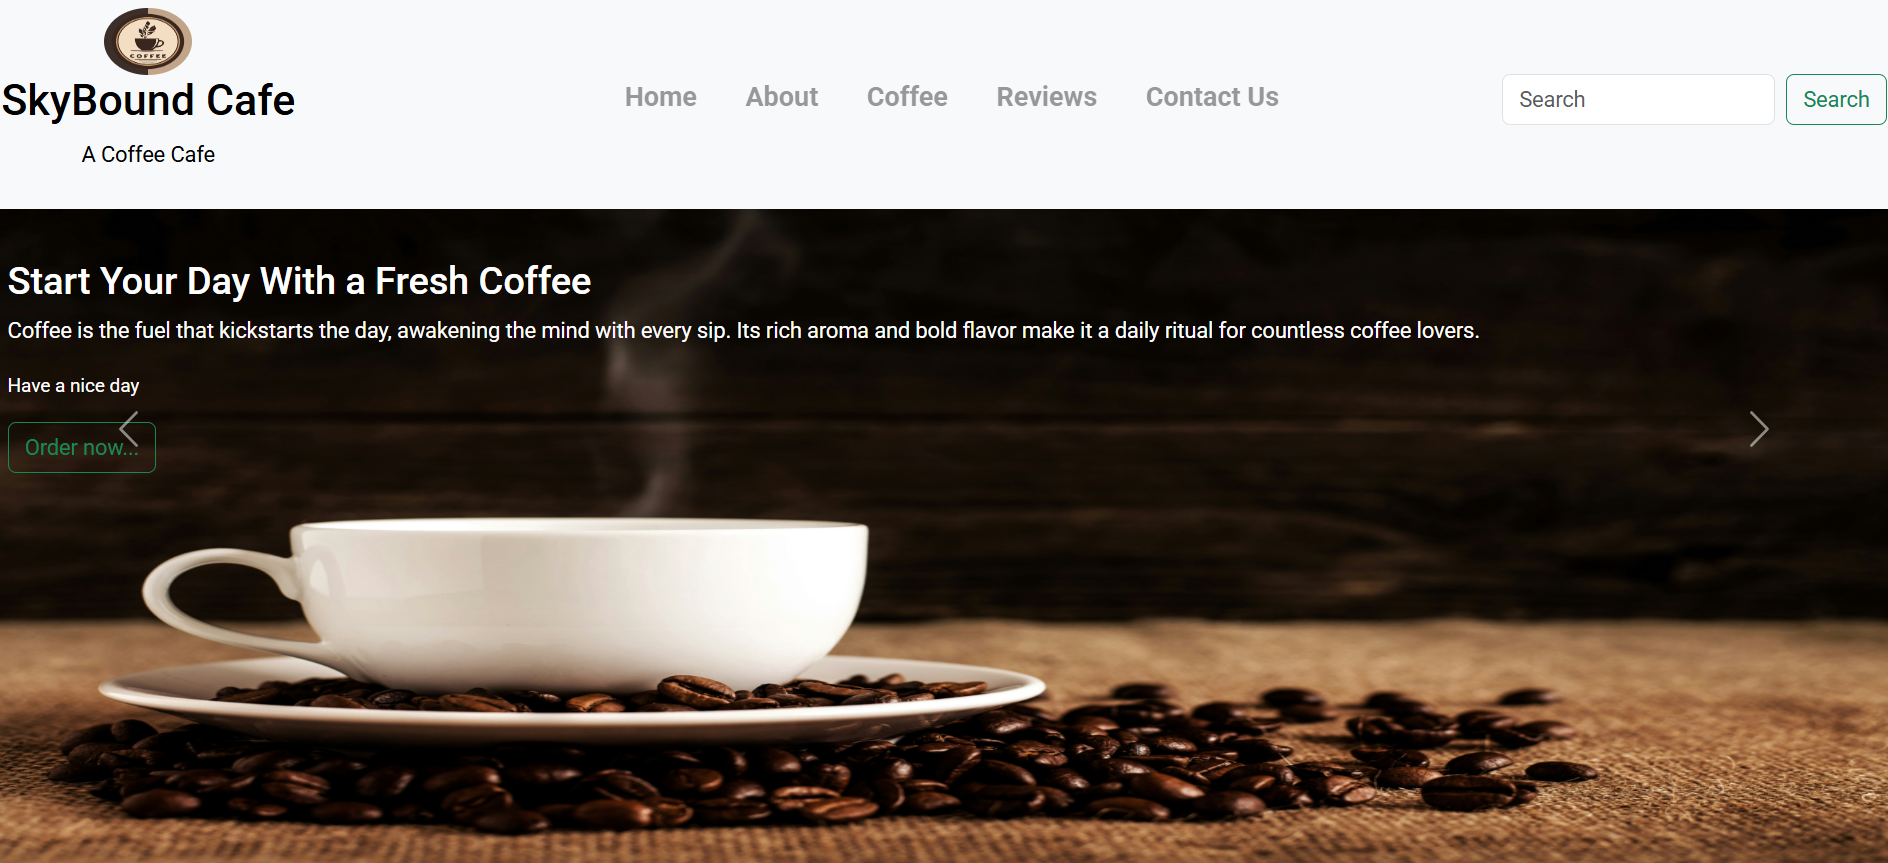 COFFEE
SkyBound Cafe
A Coffee Cafe
Home About Coffee Reviews Contact Us
Search Search
Start Your Day With a Fresh Coffee
Coffee is the fuel that kickstarts the day, awakening the mind with every sip. Its rich aroma and bold flavor make it a daily ritual for countless coffee lovers.
Have a nice day
Order now...